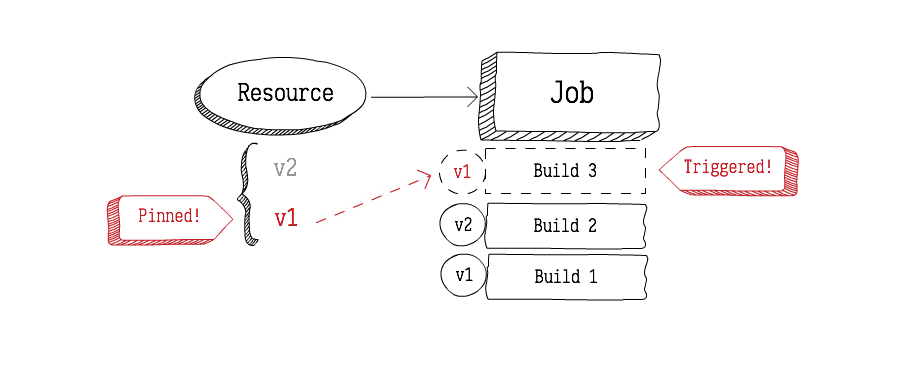 Resource
Job
v2
v1
Pinned!
v1
Build 3
Triggered!
v2
Build 2
v1
Build 1